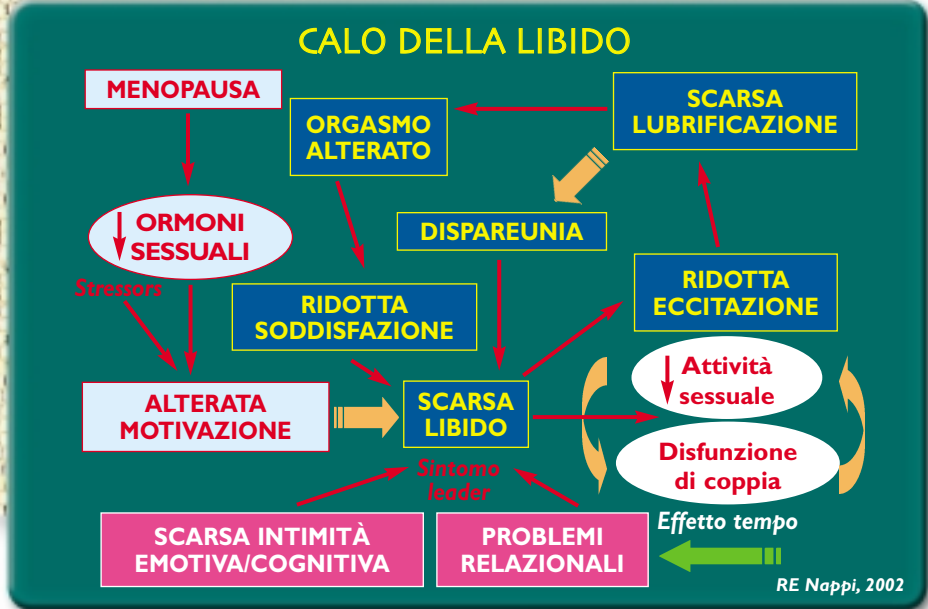 CALO DELLA LIBIDO
MENOPAUSA
ORGASMO
ALTERATO
SCARSA
LUBRIFICAZIONE
ORMONI
SESSUALI
DISPAREUNIA
Stressors
RIDOTTA
SODDISFAZIONE
RIDOTTA
ECCITAZIONE
ALTERATA
MOTIVAZIONE
SCARSA
LIBIDO
Attività
sessuale
Disfunzione
di coppia
Sintomo
leader
SCARSA INTIMITÀ
EMOTIVA/COGNITIVA
PROBLEMI
RELAZIONALI
Effetto tempo
RE Nappi, 2002